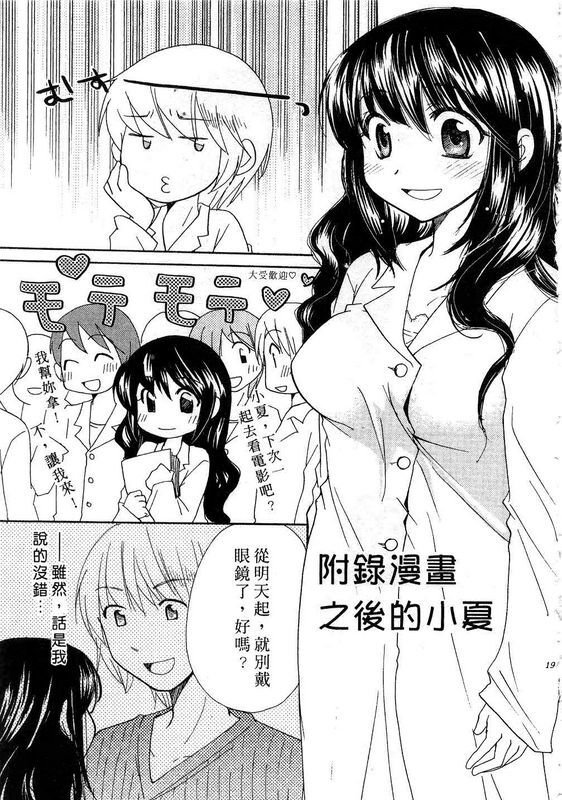 むすーーっ
附錄漫畫
之後的小夏
大受歡迎♡
モテモテ♡
小夏，下次一
起去看電影吧？
我幫妳拿！
不，讓我來！
從明天起，就別戴
眼鏡了，好嗎？
——雖然，話是我
說的沒錯…
19